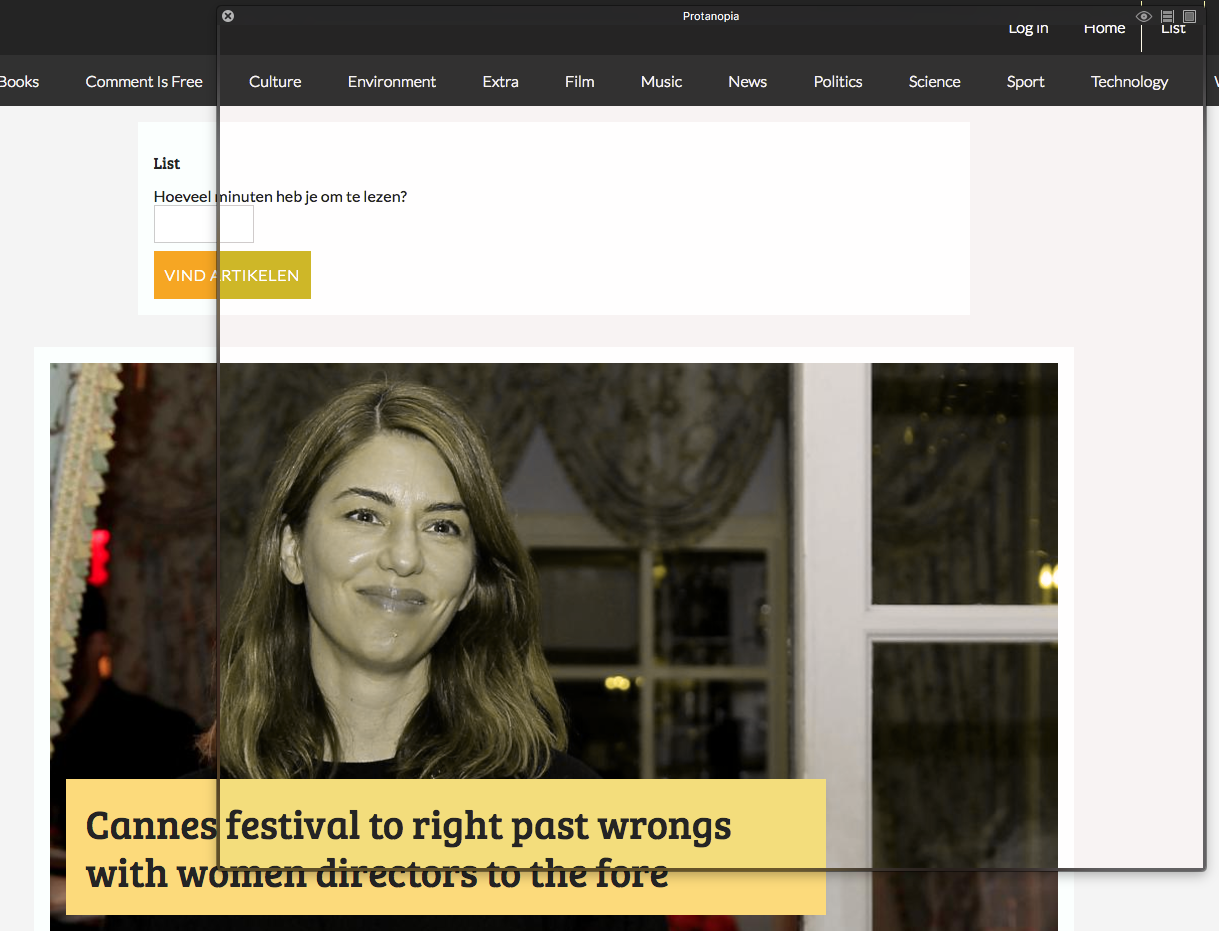 Protanopia
Log in Home List
Books Comment Is Free Culture Environment Extra Film Music News Politics Science Sport Technology
List
Hoeveel minuten heb je om te lezen?
VIND ARTIKELEN
Cannes festival to right past wrongs
with women directors to the fore